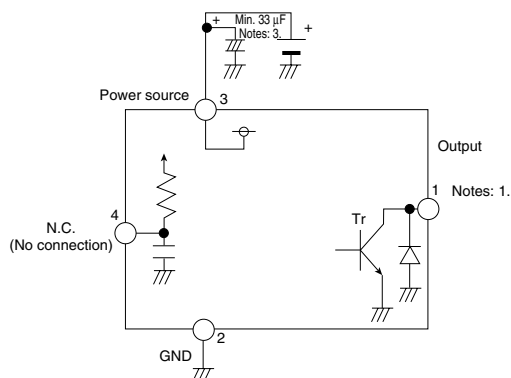 + Min. 33 µF +
Notes: 3.
Power source 3
Output
1 Notes: 1.
Tr
4
N.C.
(No connection)
2
GND